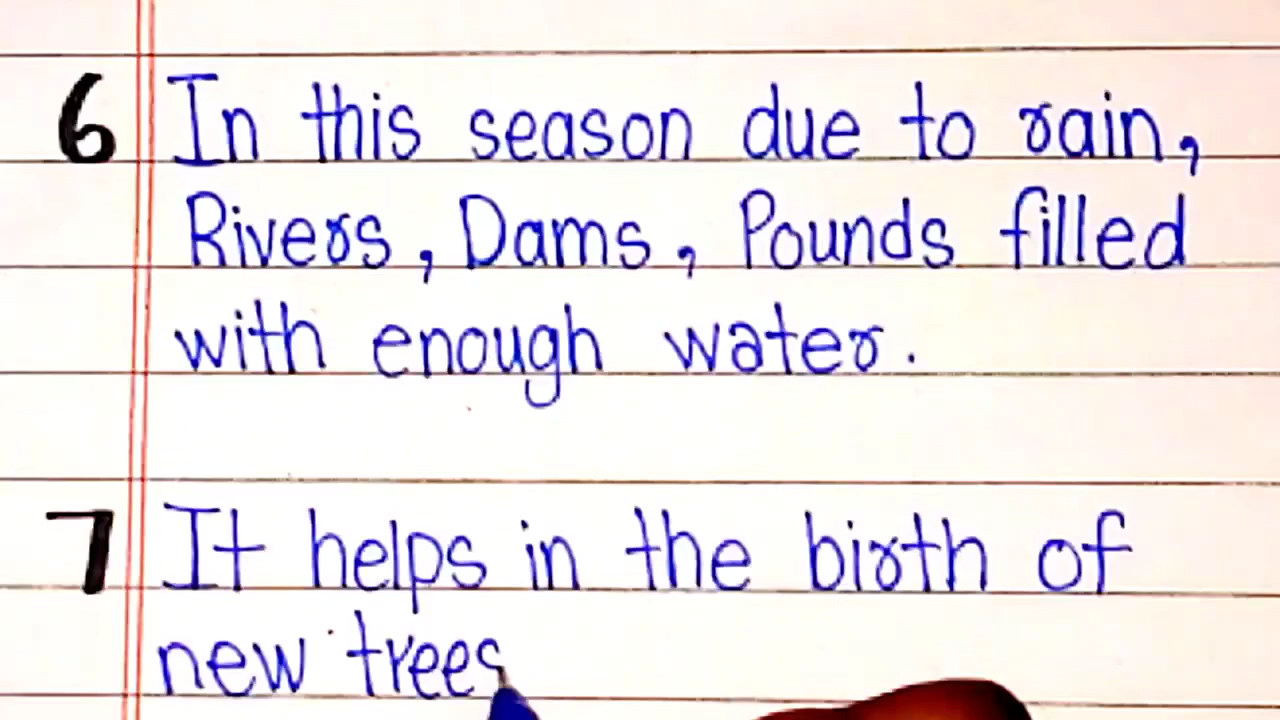 6 In this season due to rain,
Rivers, Dams, Pounds filled
with enough water.
7 It helps in the birth of
new trees